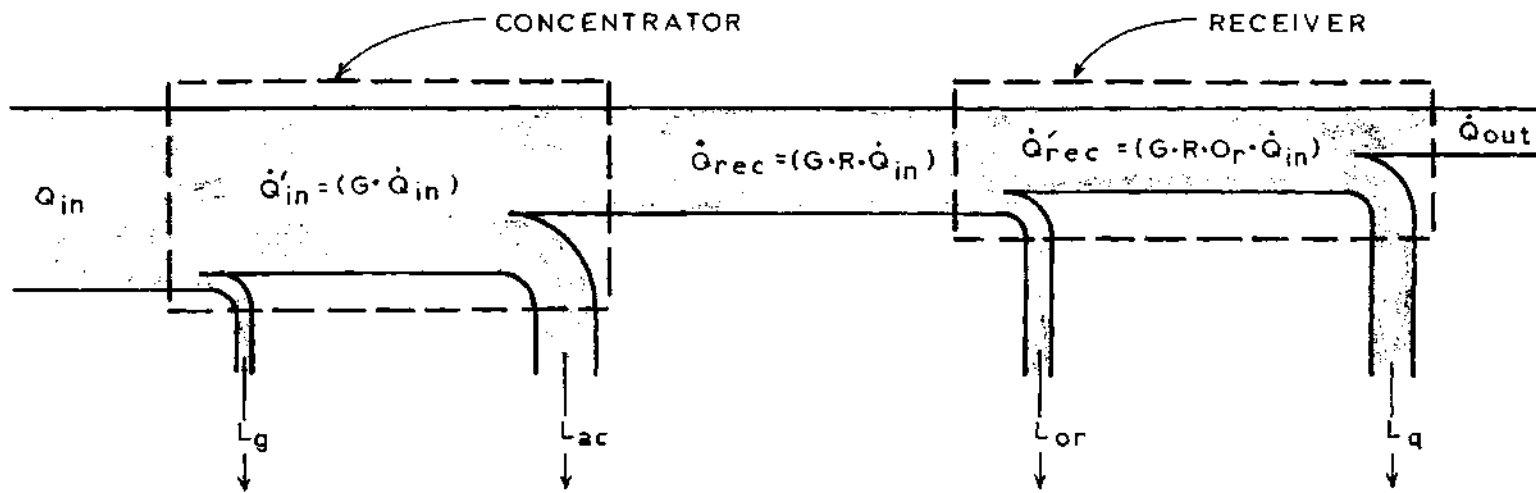 CONCENTRATOR
RECEIVER
Q̇out
Q̇rec = (G·R·Q̇in)
Q̇′rec = (G·R·Or·Q̇in)
Qin
Q̇′in = (G·Q̇in)
Lg
Lac
Lor
Lq